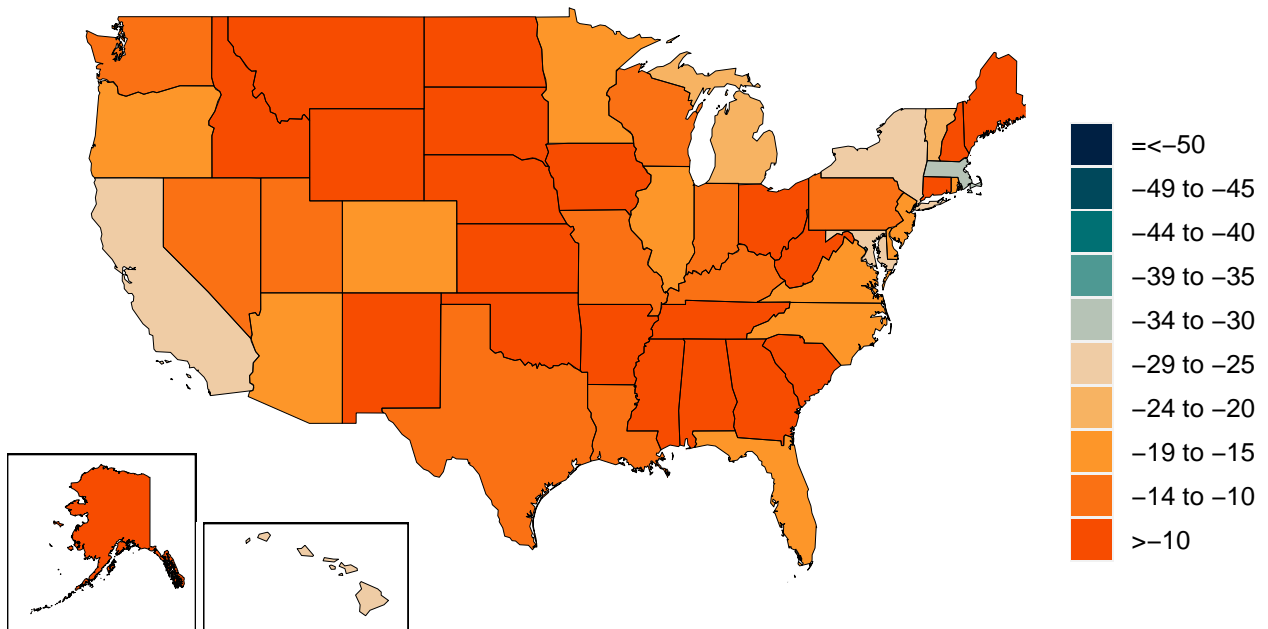 =<−50
−49 to −45
−44 to −40
−39 to −35
−34 to −30
−29 to −25
−24 to −20
−19 to −15
−14 to −10
>−10